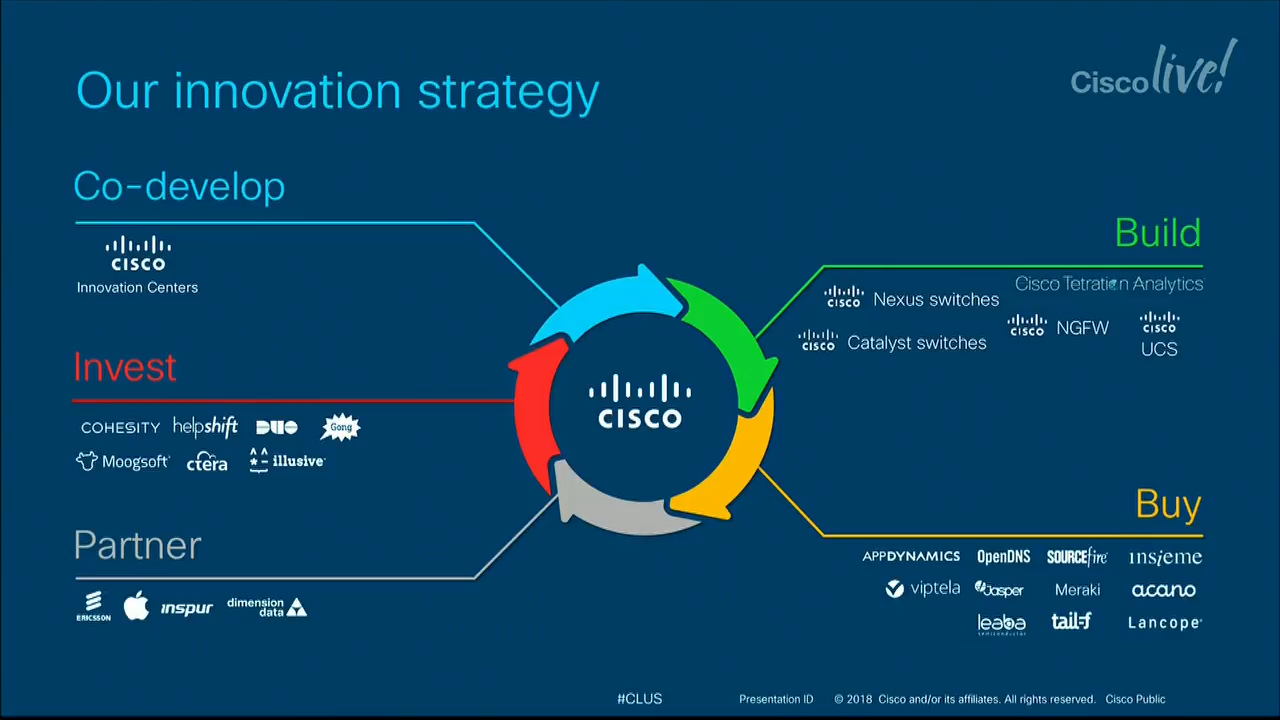 Our innovation strategy
Cisco live!
Co-develop
CISCO
Innovation Centers
Invest
COHESITY helpshift DUO Gong
Moogsoft ctera illusive
Partner
ERICSSON inspur dimension data
CISCO
Build
Cisco Tetration Analytics
CISCO Nexus switches
CISCO NGFW
CISCO
UCS
CISCO Catalyst switches
Buy
APPDYNAMICS OpenDNS SOURCEfire insieme
viptela Jasper Meraki acano
leaba semiconductor tail-f Lancope
#CLUS Presentation ID © 2018 Cisco and/or its affiliates. All rights reserved. Cisco Public